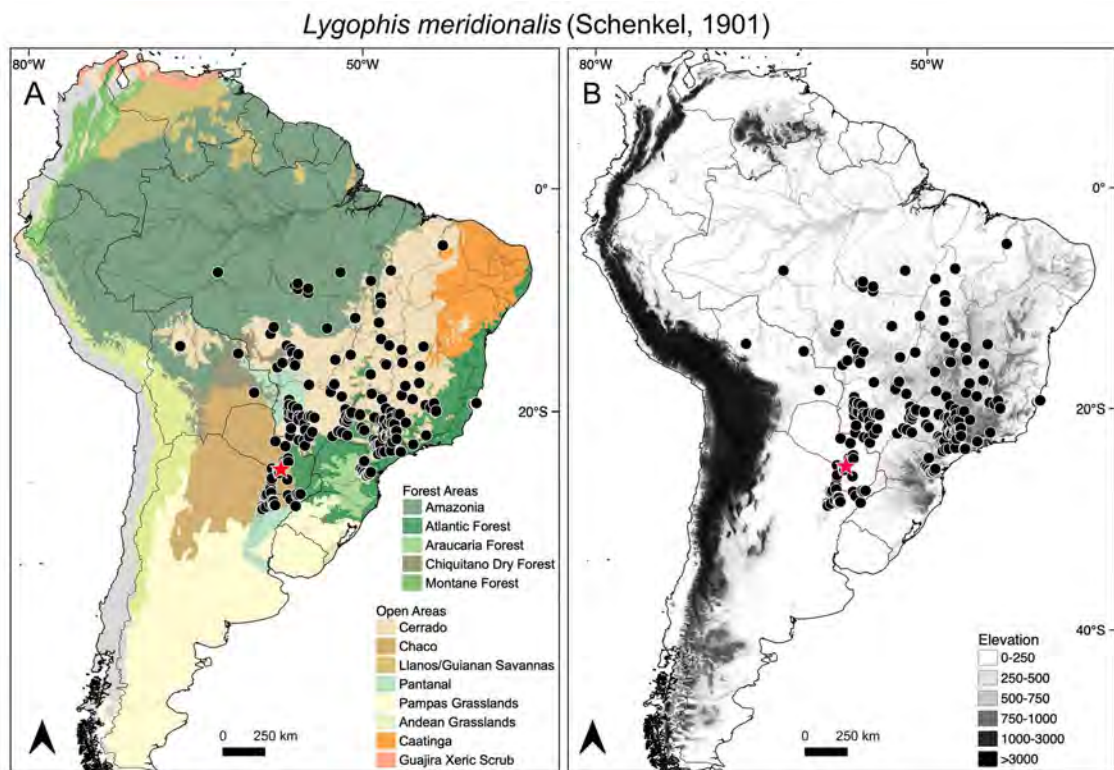 Lygophis meridionalis (Schenkel, 1901)
80°W 50°W
A
0°
20°S
Forest Areas
Amazonia
Atlantic Forest
Araucaria Forest
Chiquitano Dry Forest
Montane Forest
Open Areas
Cerrado
Chaco
Llanos/Guianan Savannas
Pantanal
Pampas Grasslands
Andean Grasslands
Caatinga
Guajira Xeric Scrub
0 250 km
80°W 50°W
B
0°
20°S
40°S
Elevation
0-250
250-500
500-750
750-1000
1000-3000
>3000
0 250 km